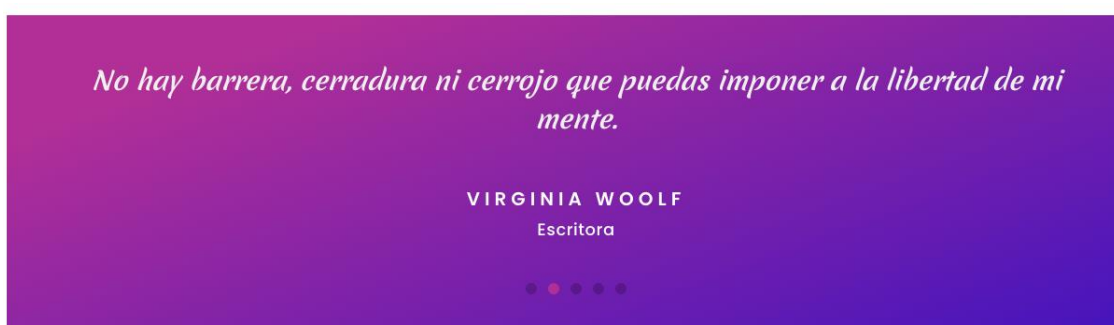 No hay barrera, cerradura ni cerrojo que puedas imponer a la libertad de mi
mente.
VIRGINIA WOOLF
Escritora